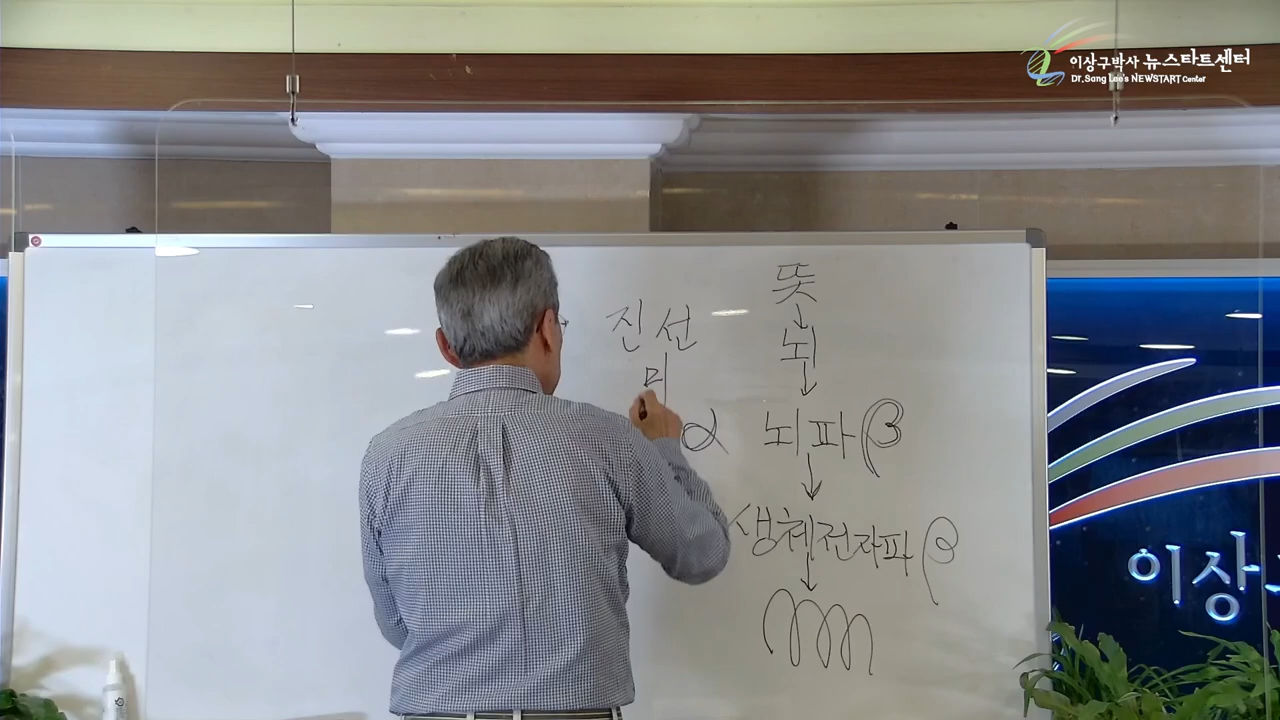 이상구박사 뉴스타트센터
Dr. Sang Lee's NEWSTART Center
뜻
진 선
뇌
미
α 뇌파 β
생체전자파 β
이상